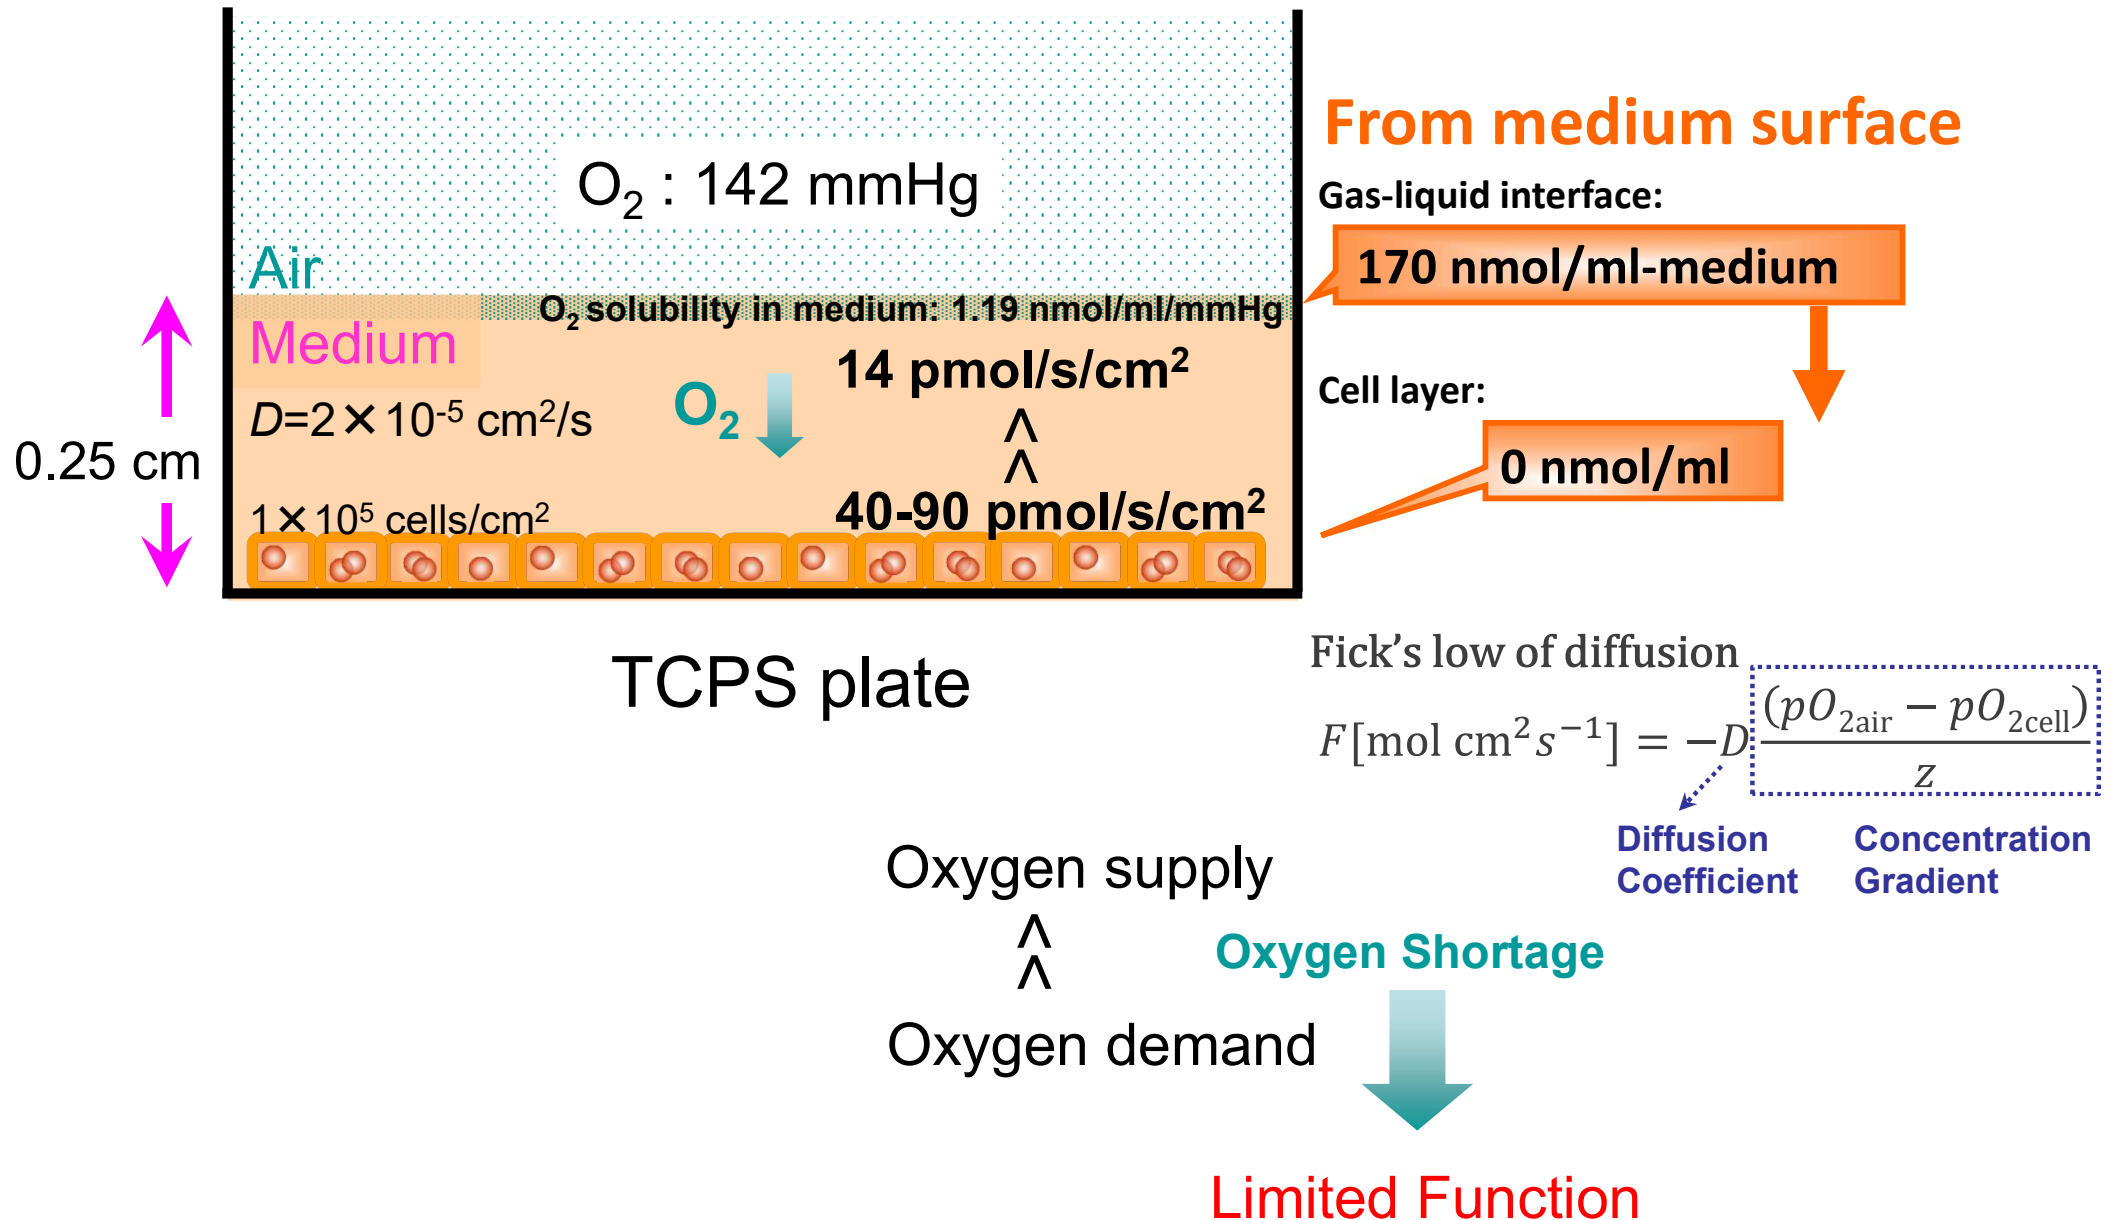 From medium surface
O₂ : 142 mmHg
Gas-liquid interface:
170 nmol/ml-medium
Air
O₂ solubility in medium: 1.19 nmol/ml/mmHg
Medium
14 pmol/s/cm²
Cell layer:
D=2×10⁻⁵ cm²/s
O₂
<
<
0.25 cm
0 nmol/ml
1×10⁵ cells/cm²
40-90 pmol/s/cm²
TCPS plate
Fick's low of diffusion
F[mol cm²s⁻¹] = −D (pO₂air − pO₂cell) / z
Diffusion
Coefficient
Concentration
Gradient
Oxygen supply
<
<
Oxygen demand
Oxygen Shortage
Limited Function